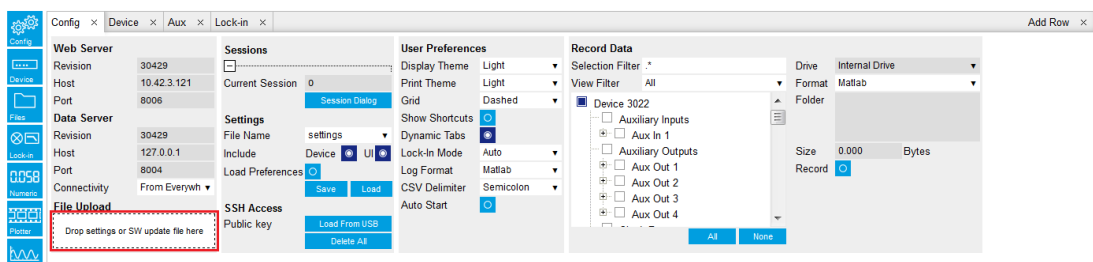 Config × Device × Aux × Lock-in × Add Row ×
Config
Device
Files
Lock-in
0.058
Numeric
Plotter
Web Server
Revision 30429
Host 10.42.3.121
Port 8006
Data Server
Revision 30429
Host 127.0.0.1
Port 8004
Connectivity From Everywh
File Upload
Drop settings or SW update file here
Sessions
Current Session 0
Session Dialog
Settings
File Name settings
Include Device UI
Load Preferences
Save Load
SSH Access
Public key Load From USB
Delete All
User Preferences
Display Theme Light
Print Theme Light
Grid Dashed
Show Shortcuts
Dynamic Tabs
Lock-In Mode Auto
Log Format Matlab
CSV Delimiter Semicolon
Auto Start
Record Data
Selection Filter .*
View Filter All
Device 3022
Auxiliary Inputs
Aux In 1
Auxiliary Outputs
Aux Out 1
Aux Out 2
Aux Out 3
Aux Out 4
All None
Drive Internal Drive
Format Matlab
Folder
Size 0.000 Bytes
Record